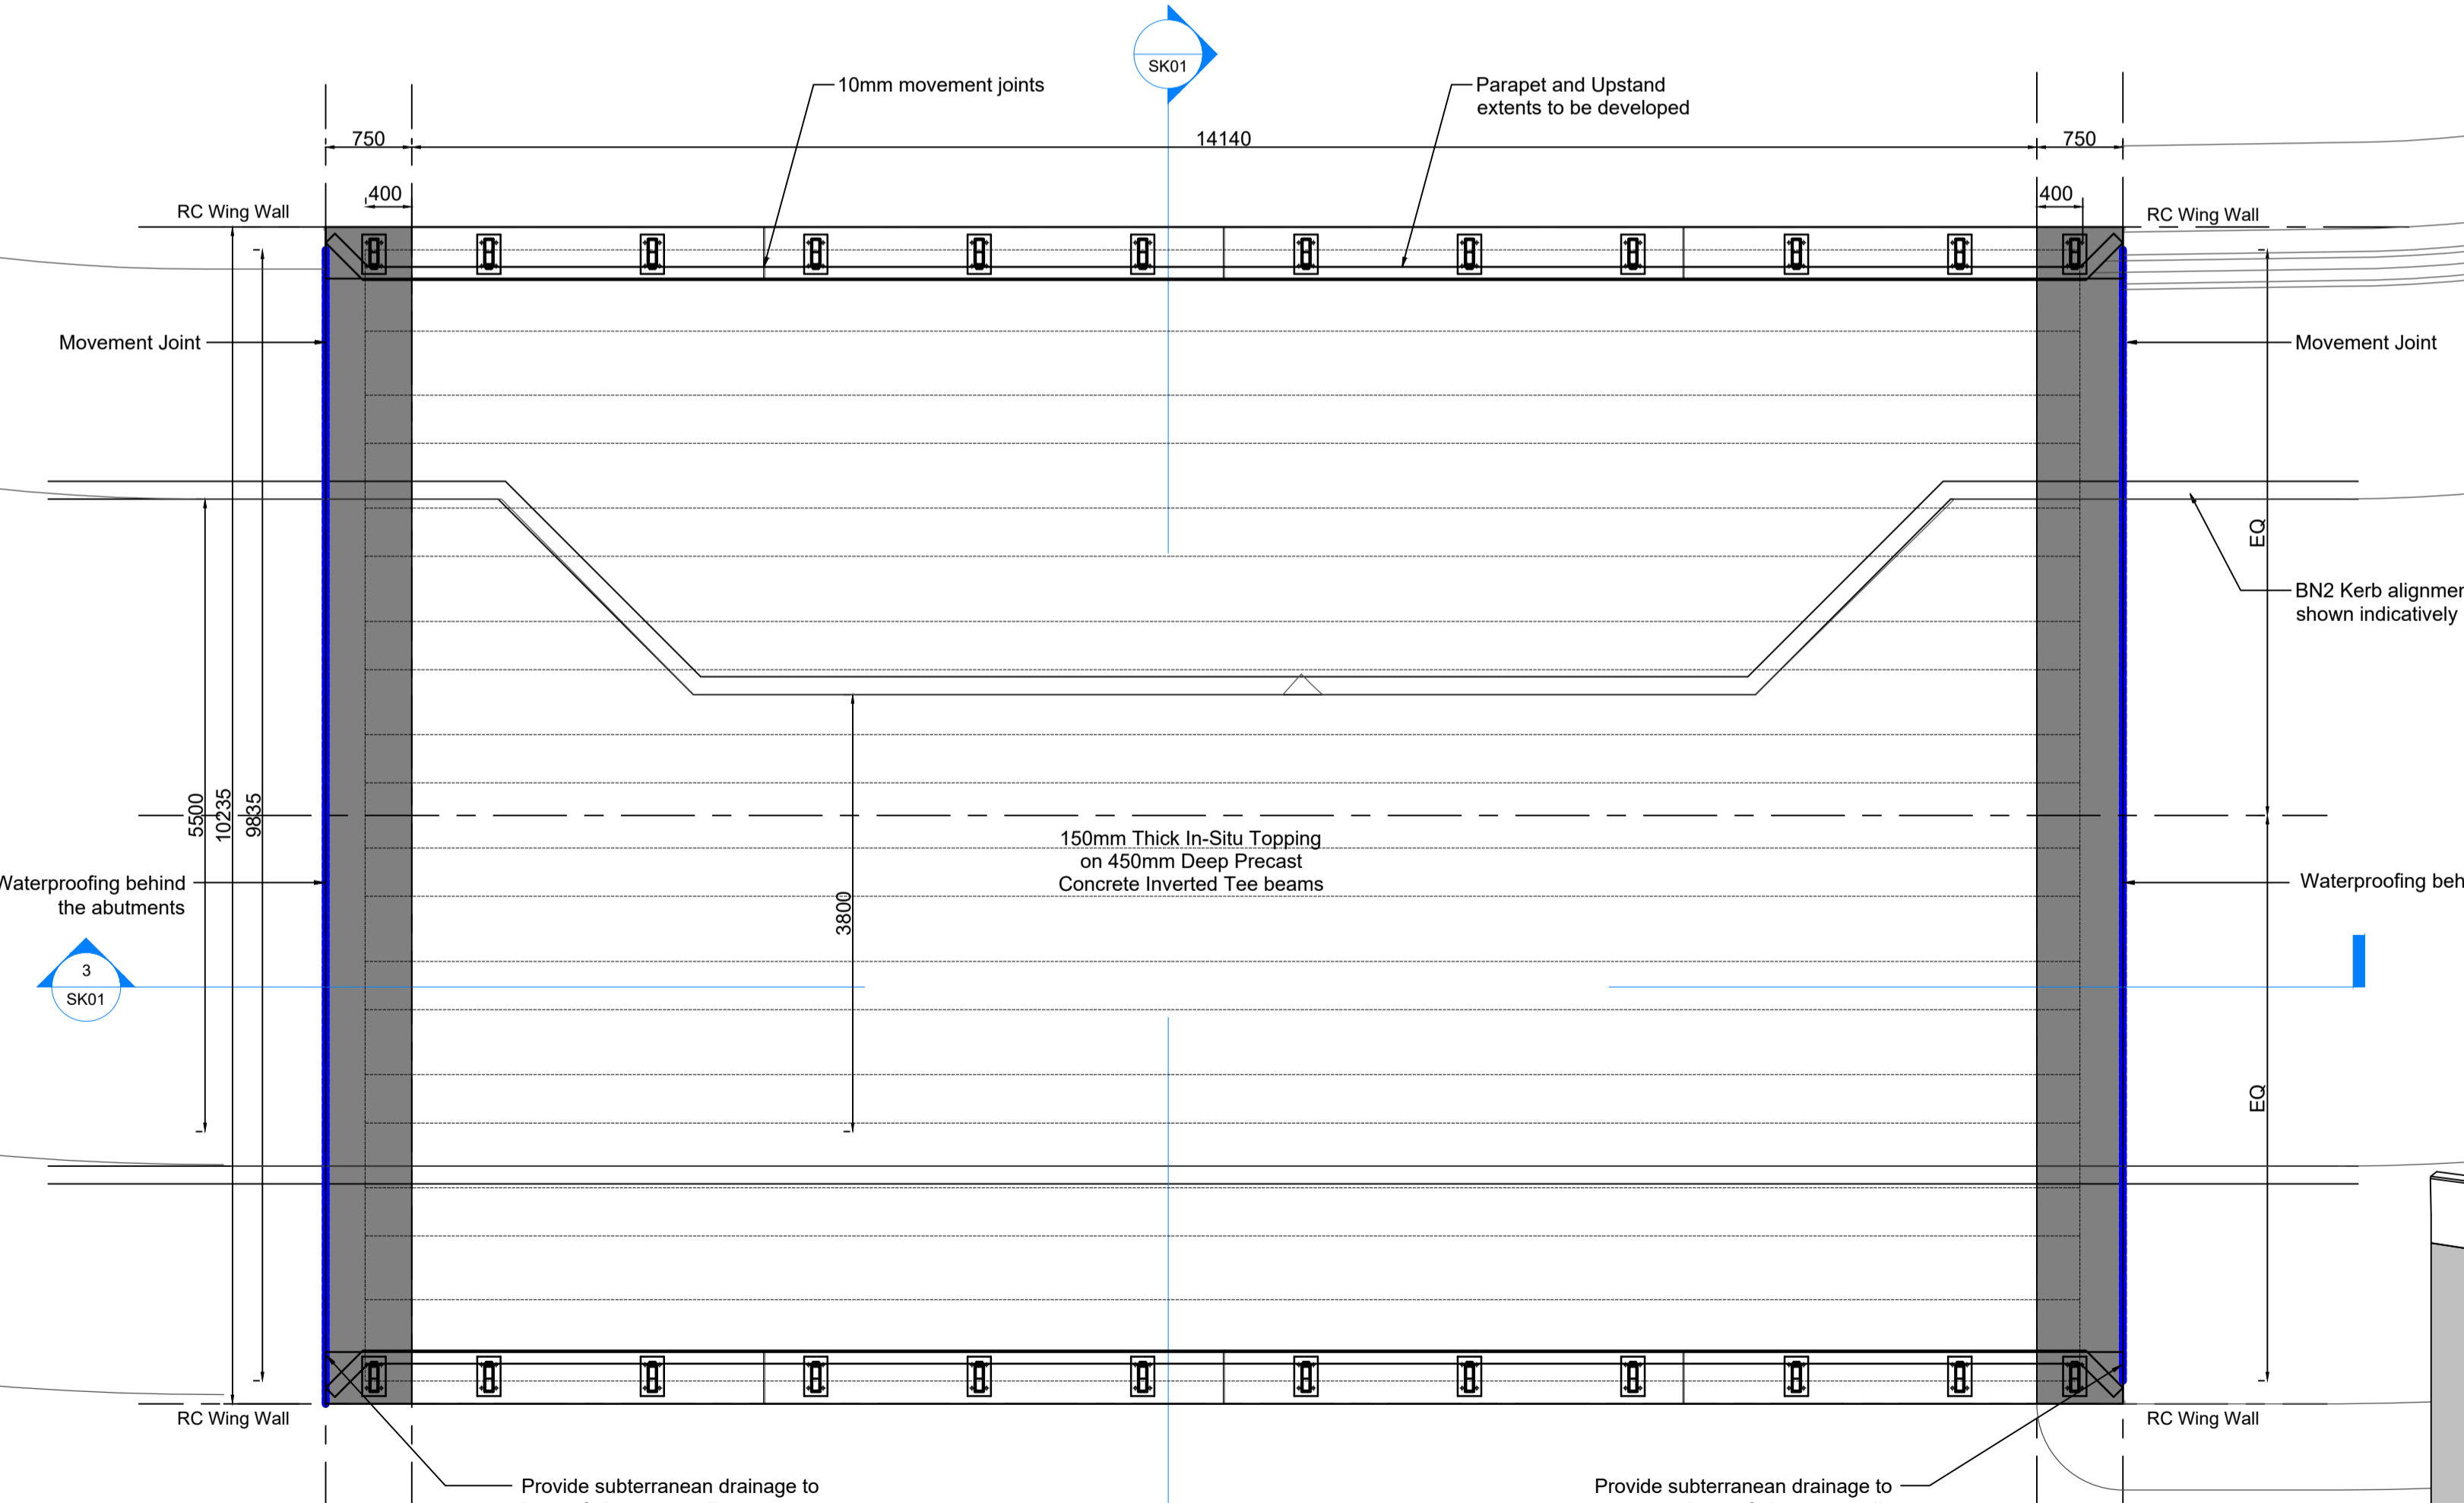 SK01
10mm movement joints
Parapet and Upstand
extents to be developed
750
14140
750
400
400
RC Wing Wall
RC Wing Wall
Movement Joint
Movement Joint
EQ
BN2 Kerb
shown indicatively
5500
10235
9835
150mm Thick In-Situ Topping
on 450mm Deep Precast
Concrete Inverted Tee beams
Waterproofing behind
the abutments
Waterproofing
3800
3
SK01
EQ
RC Wing Wall
RC Wing Wall
Provide subterranean drainage to
Provide subterranean drainage to